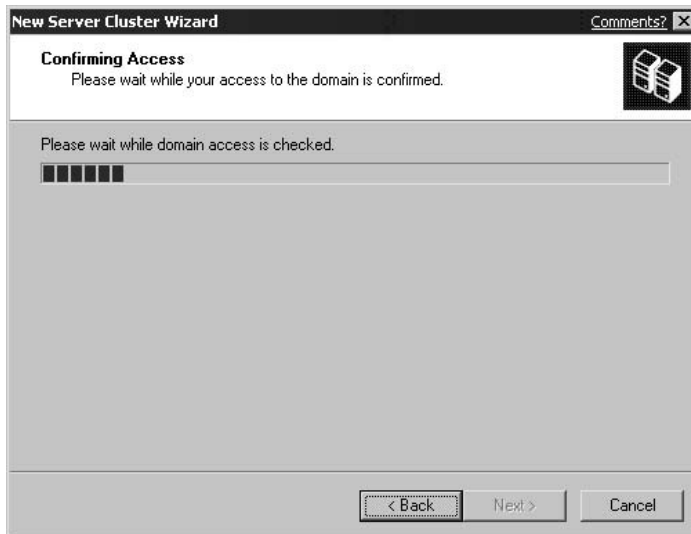 New Server Cluster Wizard Comments?
Confirming Access
Please wait while your access to the domain is confirmed.
Please wait while domain access is checked.
< Back Next > Cancel